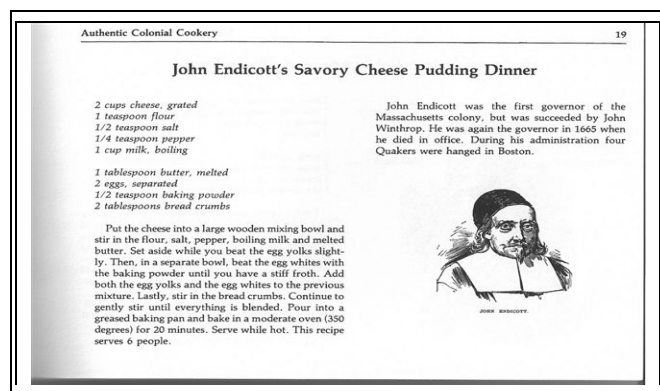 Authentic Colonial Cookery 19
John Endicott's Savory Cheese Pudding Dinner
2 cups cheese, grated
1 teaspoon flour
1/2 teaspoon salt
1/4 teaspoon pepper
1 cup milk, boiling
1 tablespoon butter, melted
2 eggs, separated
1/2 teaspoon baking powder
2 tablespoons bread crumbs
Put the cheese into a large wooden mixing bowl and
stir in the flour, salt, pepper, boiling milk and melted
butter. Set aside while you beat the egg yolks slight-
ly. Then, in a separate bowl, beat the egg whites with
the baking powder until you have a stiff froth. Add
both the egg yolks and the egg whites to the previous
mixture. Lastly, stir in the bread crumbs. Continue to
gently stir until everything is blended. Pour into a
greased baking pan and bake in a moderate oven (350
degrees) for 20 minutes. Serve while hot. This recipe
serves 6 people.
John Endicott was the first governor of the
Massachusetts colony, but was succeeded by John
Winthrop. He was again the governor in 1665 when
he died in office. During his administration four
Quakers were hanged in Boston.
JOHN ENDICOTT.